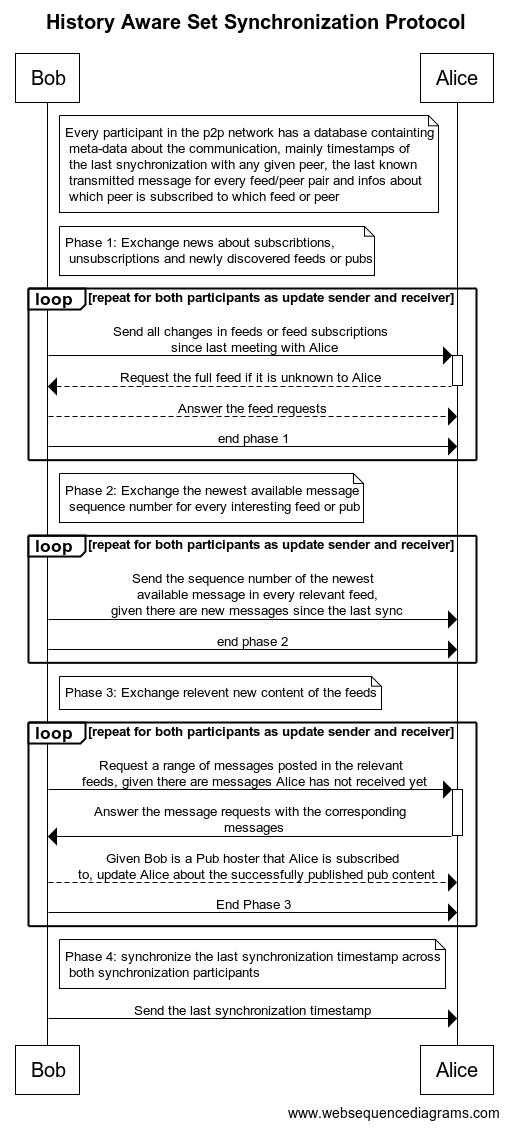 History Aware Set Synchronization Protocol
Bob
Alice
Every participant in the p2p network has a database containting
meta-data about the communication, mainly timestamps of
the last snychronization with any given peer, the last known
transmitted message for every feed/peer pair and infos about
which peer is subscribed to which feed or peer
Phase 1: Exchange news about subscribtions,
unsubscriptions and newly discovered feeds or pubs
loop
[repeat for both participants as update sender and receiver]
Send all changes in feeds or feed subscriptions
since last meeting with Alice
Request the full feed if it is unknown to Alice
Answer the feed requests
end phase 1
Phase 2: Exchange the newest available message
sequence number for every interesting feed or pub
loop
[repeat for both participants as update sender and receiver]
Send the sequence number of the newest
available message in every relevant feed,
given there are new messages since the last sync
end phase 2
Phase 3: Exchange relevent new content of the feeds
loop
[repeat for both participants as update sender and receiver]
Request a range of messages posted in the relevant
feeds, given there are messages Alice has not received yet
Answer the message requests with the corresponding
messages
Given Bob is a Pub hoster that Alice is subscribed
to, update Alice about the successfully published pub content
End Phase 3
Phase 4: synchronize the last synchronization timestamp across
both synchronization participants
Send the last synchronization timestamp
Bob
Alice
www.websequencediagrams.com